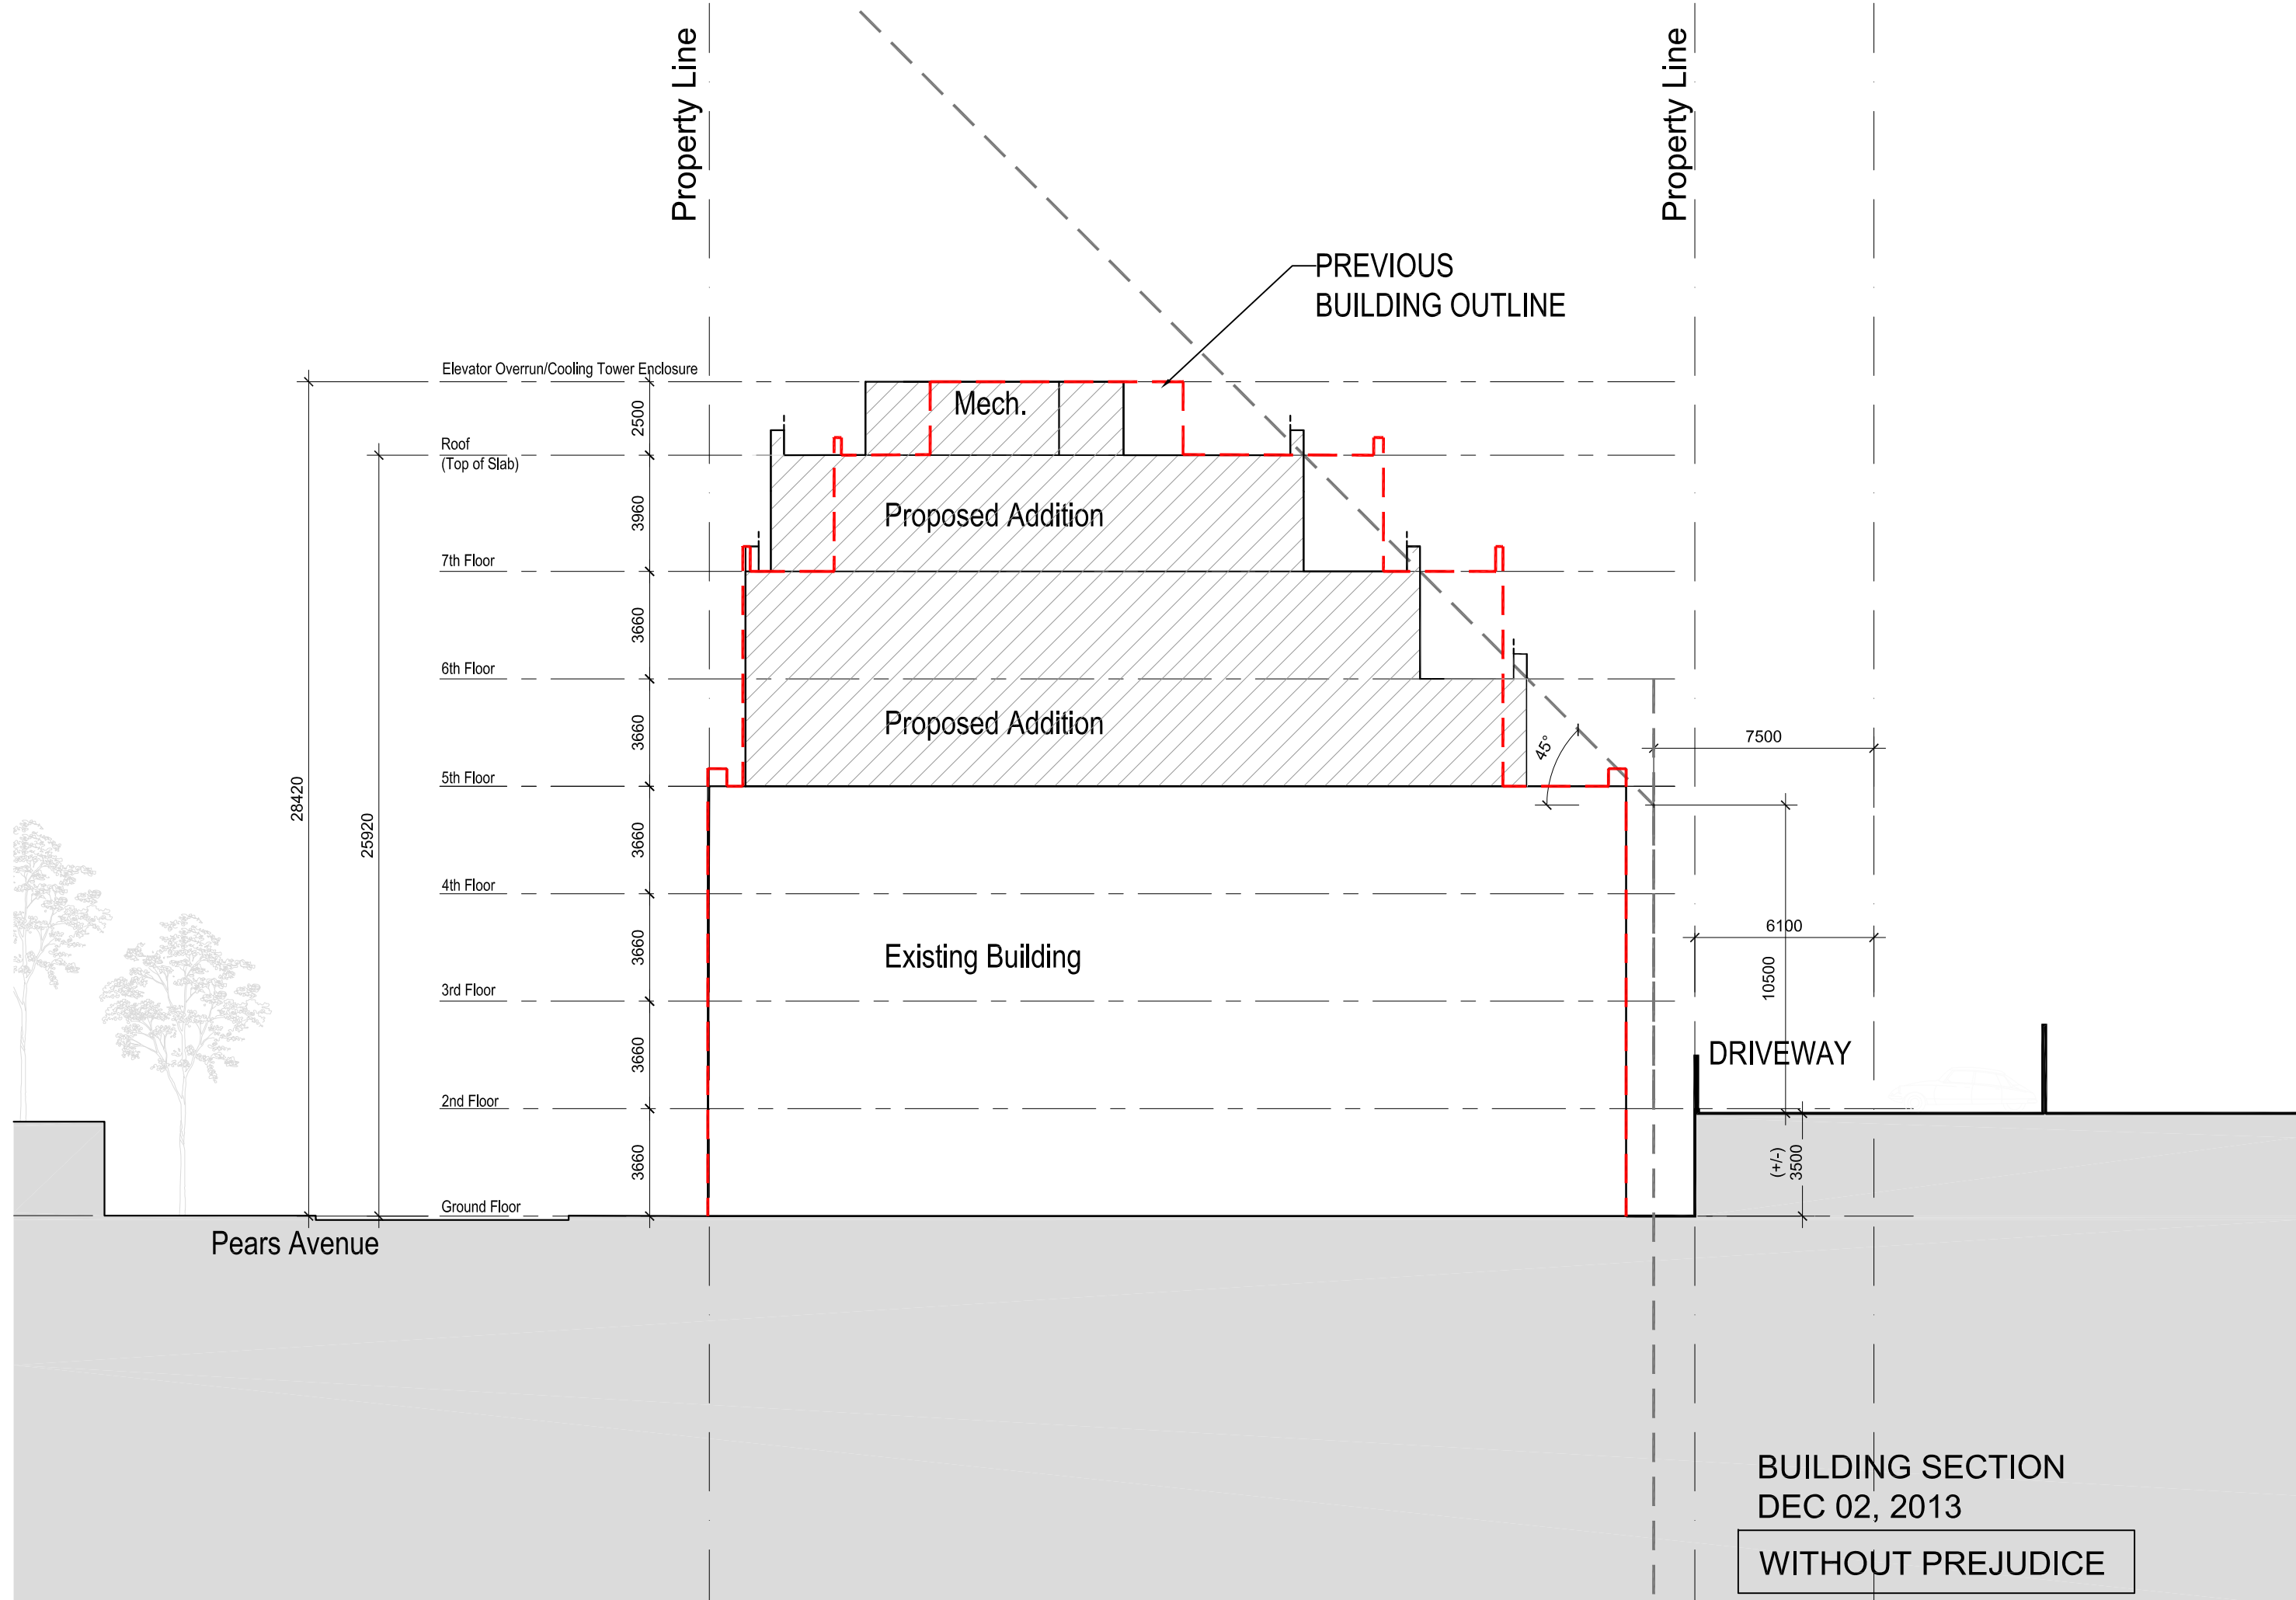 Property Line
Property Line
PREVIOUS
BUILDING OUTLINE
Elevator Overrun/Cooling Tower Enclosure
Mech.
2500
Roof
(Top of Slab)
Proposed Addition
3960
7th Floor
3660
6th Floor
Proposed Addition
3660
45°
7500
5th Floor
28420
25920
3660
4th Floor
6100
Existing Building
3660
10500
3rd Floor
3660
DRIVEWAY
2nd Floor
3660
(+/-)
3500
Ground Floor
Pears Avenue
BUILDING SECTION
DEC 02, 2013
WITHOUT PREJUDICE